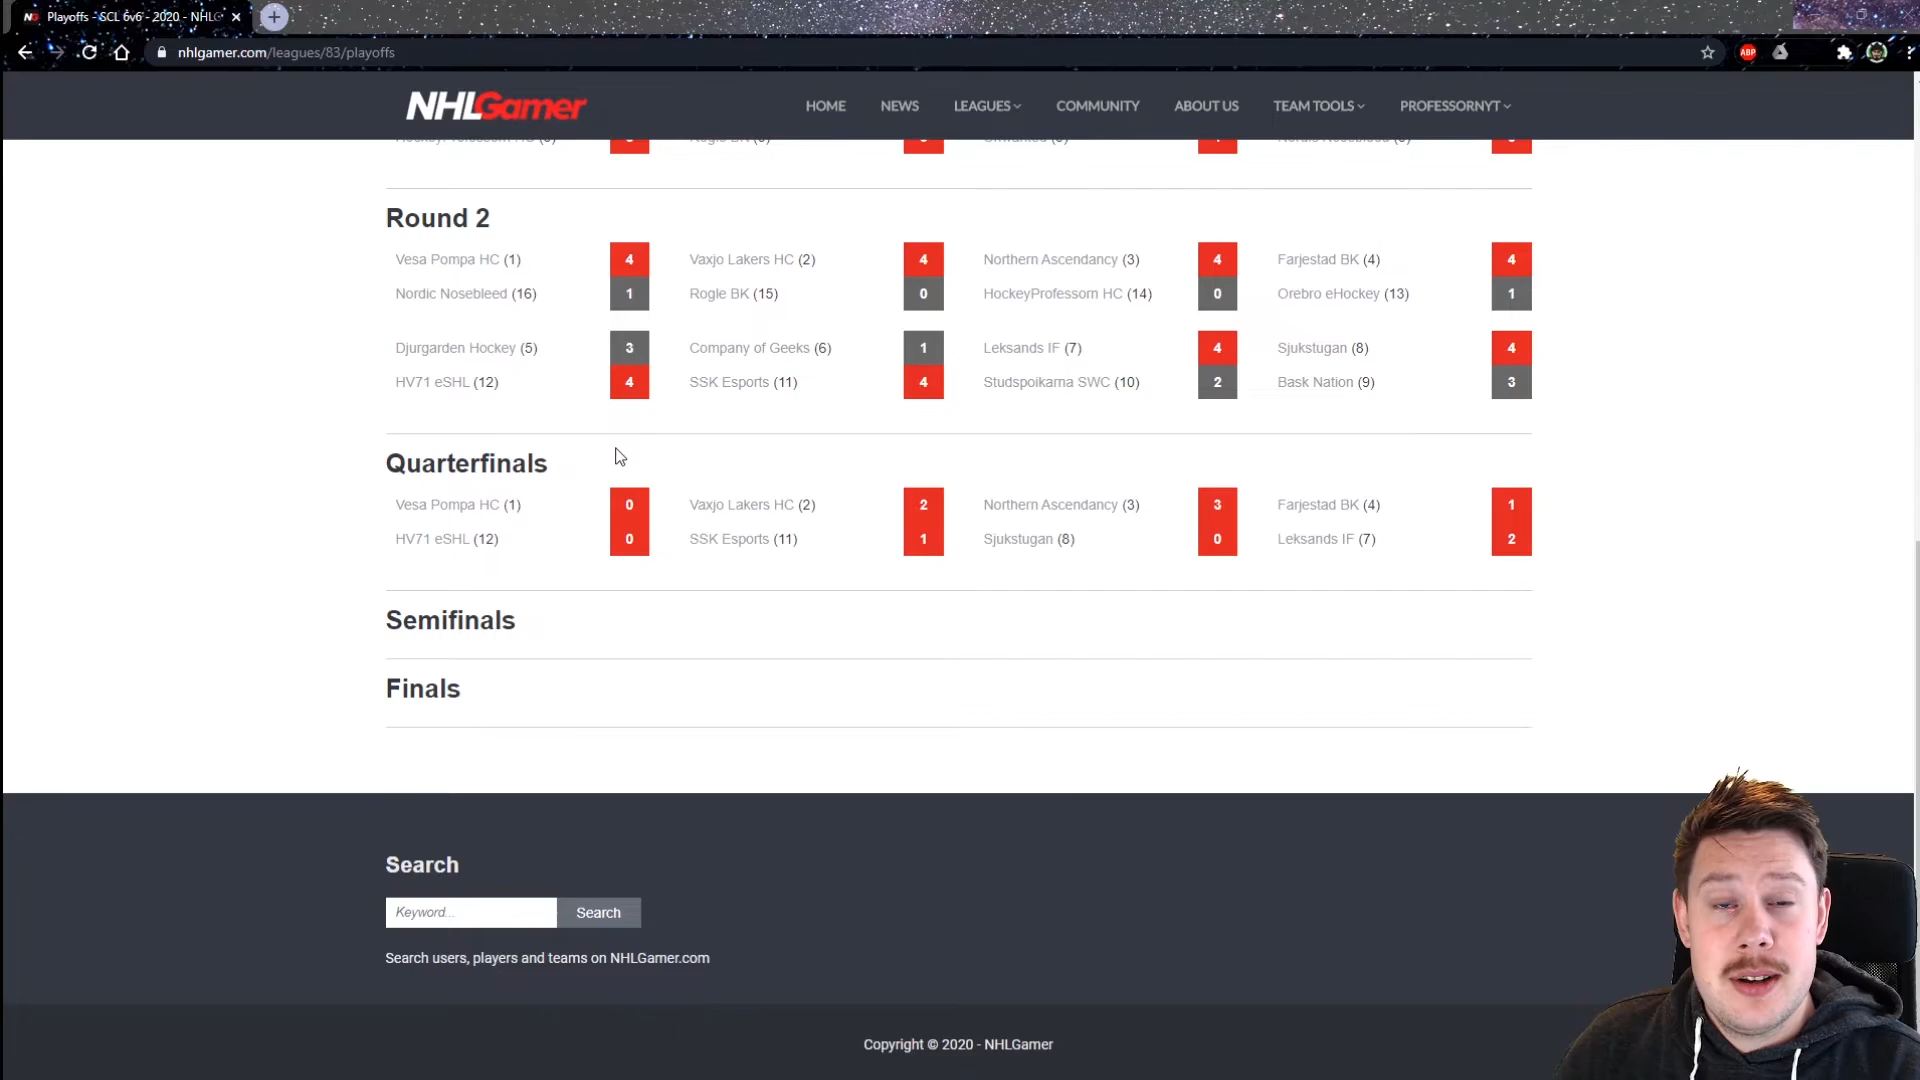 Playoffs - SCL 6v6 - 2020 - NHLG
nhlgamer.com/leagues/83/playoffs
ABP
NHLGamer
HOME NEWS LEAGUES COMMUNITY ABOUT US TEAM TOOLS PROFESSORNYT
Round 2
Vesa Pompa HC (1) 4 Vaxjo Lakers HC (2) 4 Northern Ascendancy (3) 4 Farjestad BK (4) 4
Nordic Nosebleed (16) 1 Rogle BK (15) 0 HockeyProfessorn HC (14) 0 Orebro eHockey (13) 1
Djurgarden Hockey (5) 3 Company of Geeks (6) 1 Leksands IF (7) 4 Sjukstugan (8) 4
HV71 eSHL (12) 4 SSK Esports (11) 4 Studspoikarna SWC (10) 2 Bask Nation (9) 3
Quarterfinals
Vesa Pompa HC (1) 0 Vaxjo Lakers HC (2) 2 Northern Ascendancy (3) 3 Farjestad BK (4) 1
HV71 eSHL (12) 0 SSK Esports (11) 1 Sjukstugan (8) 0 Leksands IF (7) 2
Semifinals
Finals
Search
Keyword... Search
Search users, players and teams on NHLGamer.com
Copyright © 2020 - NHLGamer